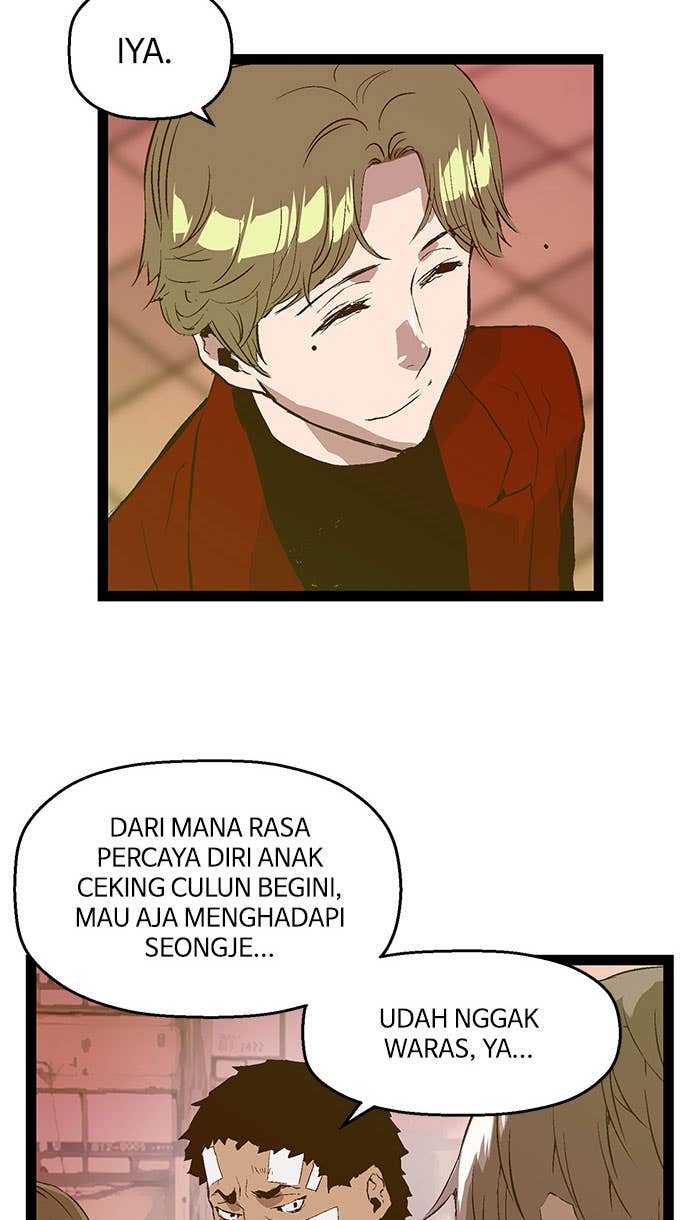 IYA.
DARI MANA RASA
PERCAYA DIRI ANAK
CEKING CULUN BEGINI,
MAU AJA MENGHADAPI
SEONGJE...
UDAH NGGAK
WARAS, YA...